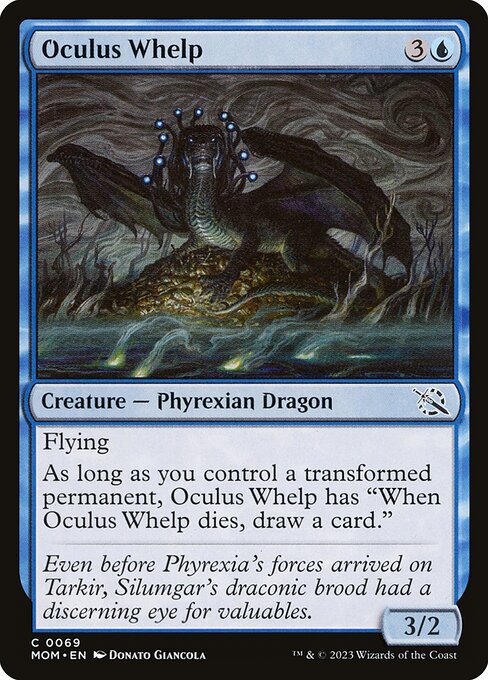 Oculus Whelp 3
Creature — Phyrexian Dragon
Flying
As long as you control a transformed
permanent, Oculus Whelp has “When
Oculus Whelp dies, draw a card.”
Even before Phyrexia's forces arrived on
Tarkir, Silumgar's draconic brood had a
discerning eye for valuables.
3/2
C 0069
MOM • EN Donato Giancola
™ & © 2023 Wizards of the Coast